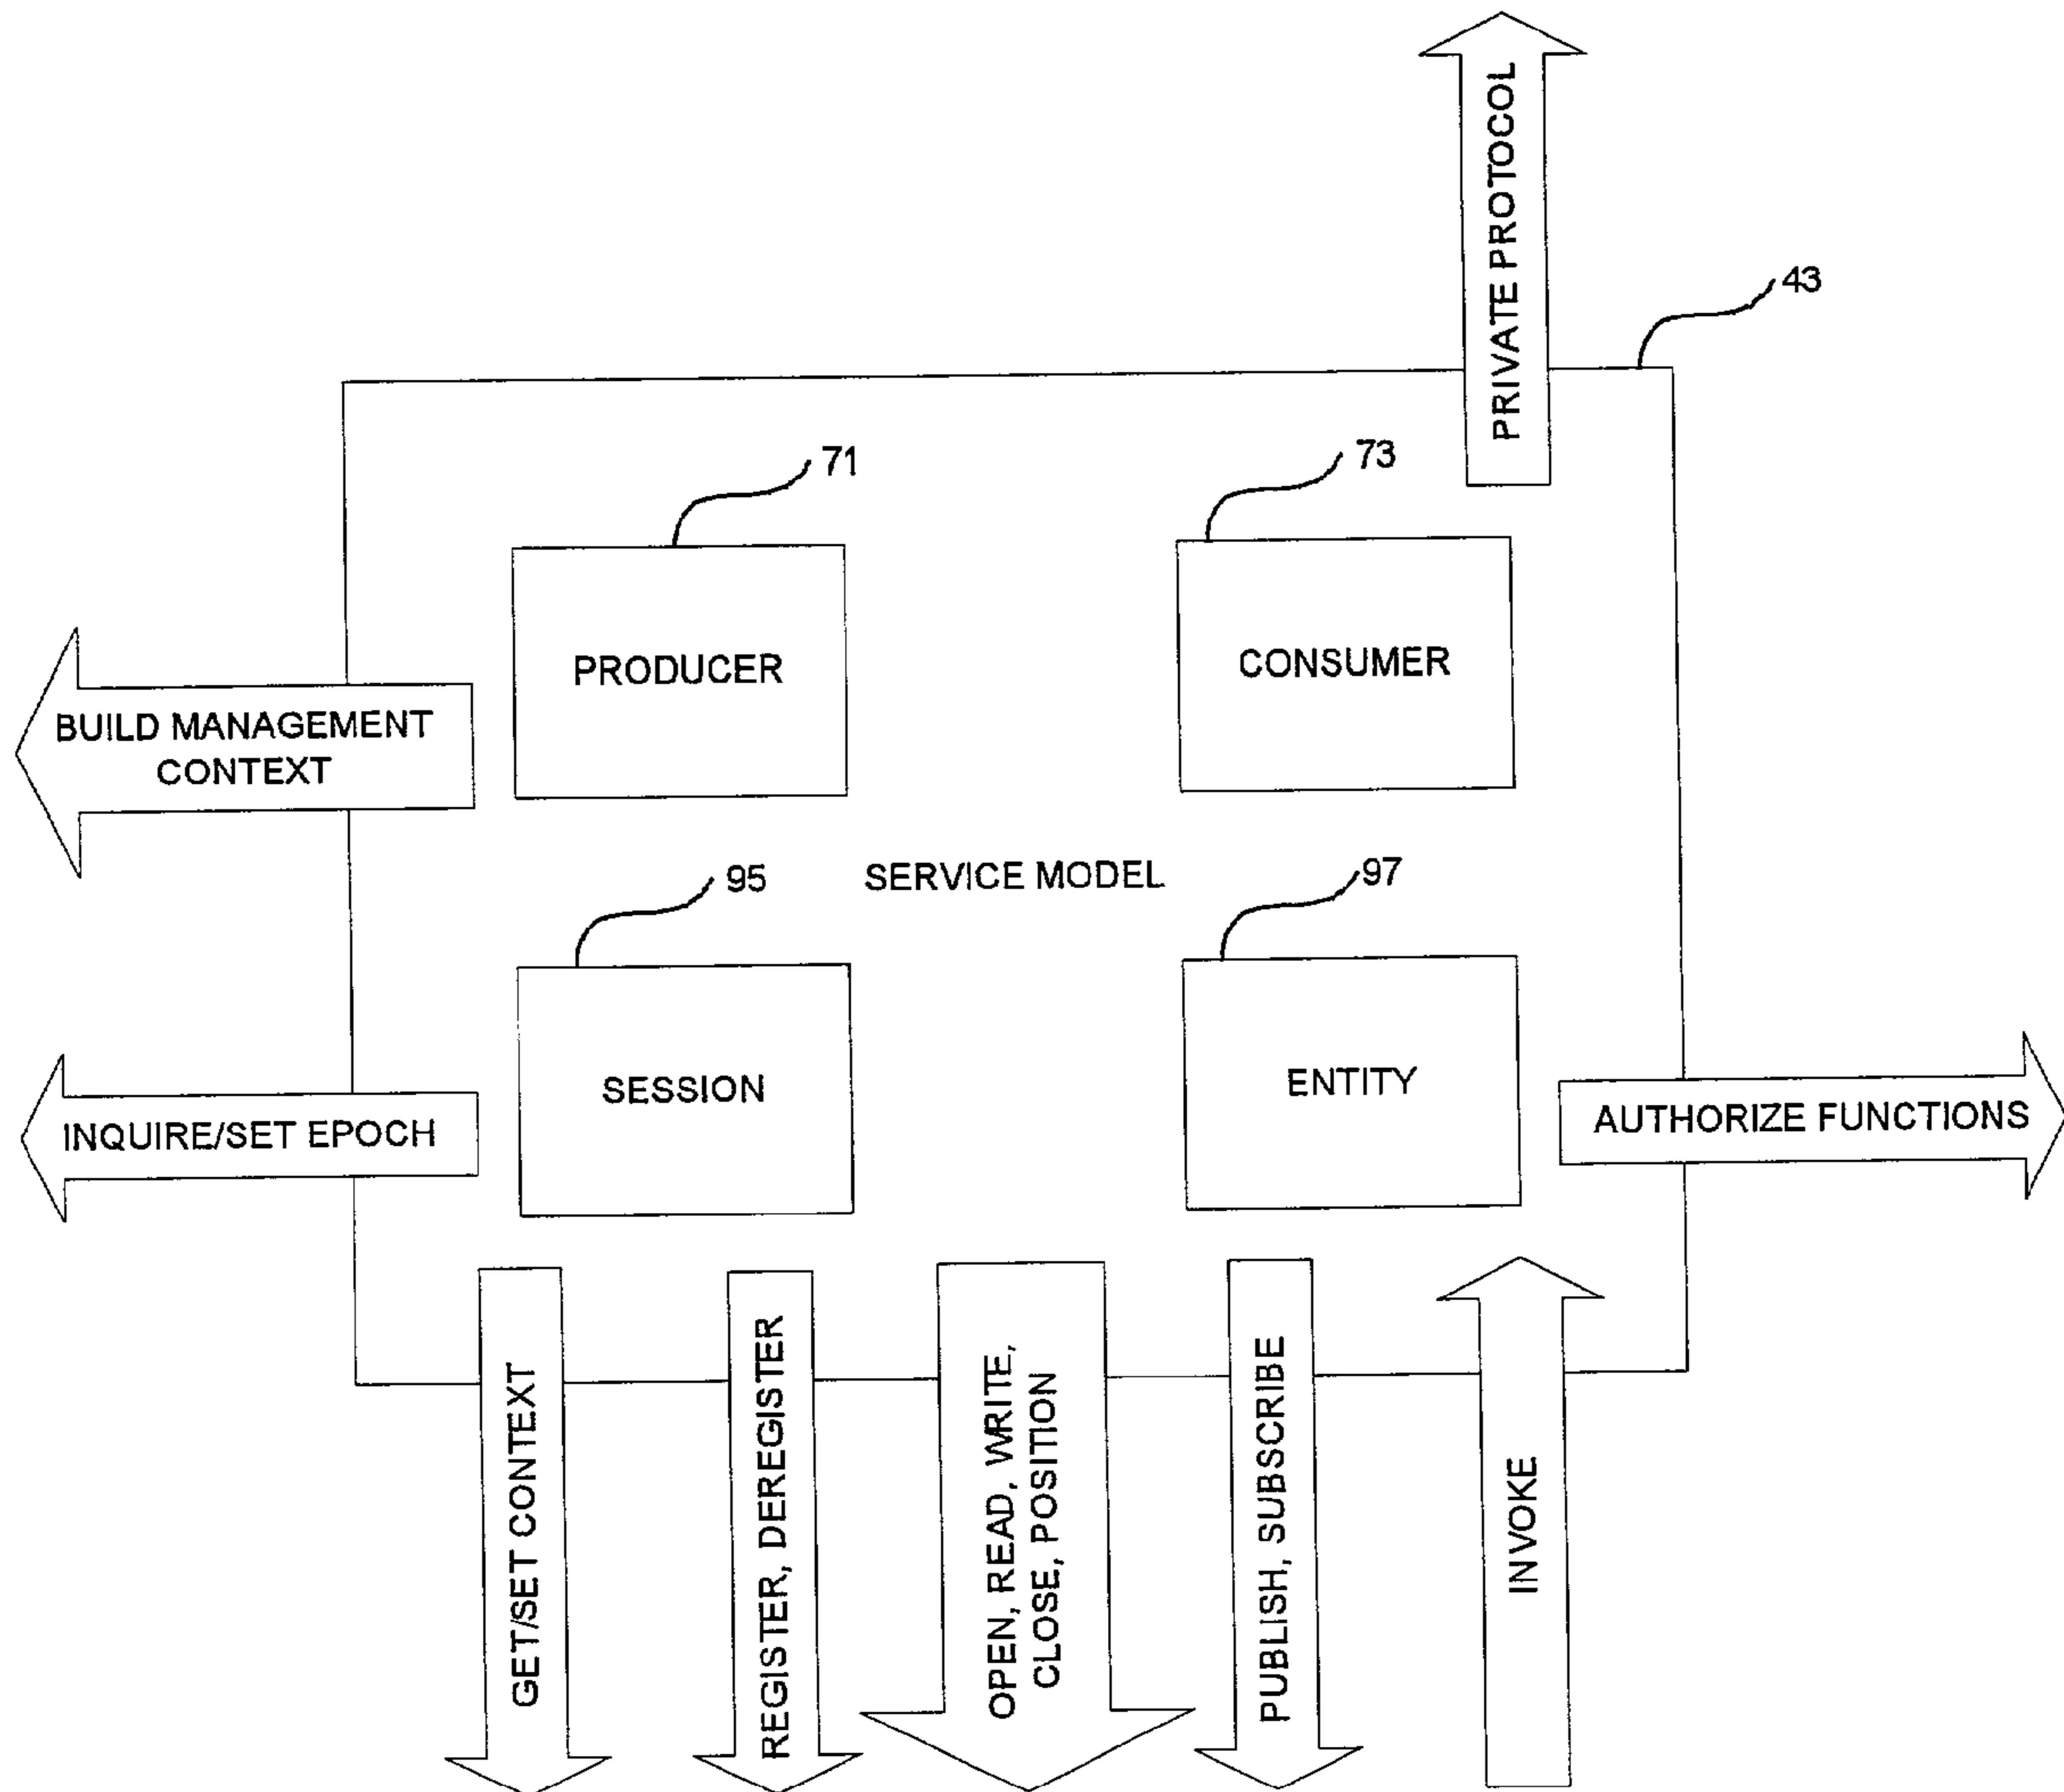 PRIVATE PROTOCOL
43
71
73
PRODUCER
CONSUMER
BUILD MANAGEMENT
CONTEXT
95
SERVICE MODEL
97
SESSION
ENTITY
INQUIRE/SET EPOCH
AUTHORIZE FUNCTIONS
GET/SET CONTEXT
REGISTER, DEREGISTER
OPEN, READ, WRITE,
CLOSE, POSITION
PUBLISH, SUBSCRIBE
INVOKE